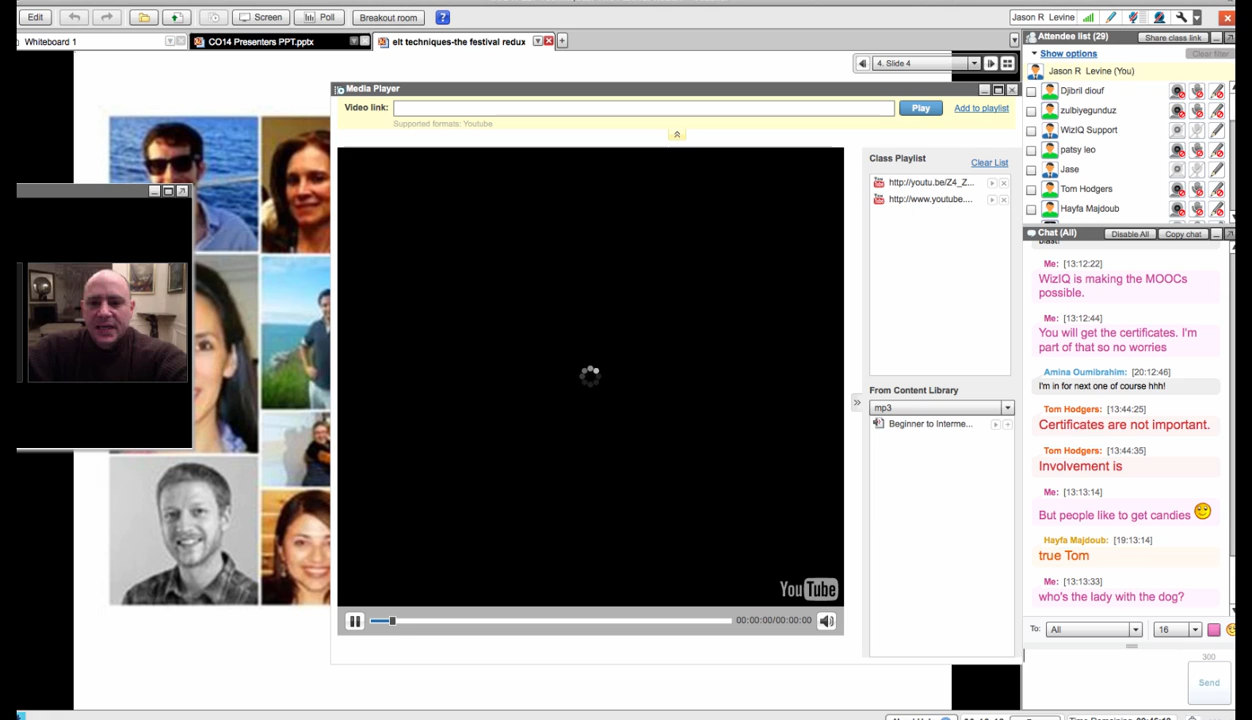 Edit
Screen
Poll
Breakout room
?
Jason R Levine
Whiteboard 1
CO14 Presenters PPT.pptx
elt techniques-the festival redux
4. Slide 4
Media Player
Video link:
Play
Add to playlist
Supported formats: Youtube
Class Playlist
Clear List
http://youtu.be/Z4_Z...
http://www.youtube....
From Content Library
mp3
Beginner to Interme...
YouTube
00:00:00/00:00:00
Attendee list (29)
Share class link
Show options
Clear filter
Jason R Levine (You)
Djibril diouf
zulbiyegunduz
WizIQ Support
patsy leo
Jase
Tom Hodgers
Hayfa Majdoub
Chat (All)
Disable All
Copy chat
Me: [13:12:22]
WizIQ is making the MOOCs
possible.
Me: [13:12:44]
You will get the certificates. I'm
part of that so no worries
Amina Oumibrahim: [20:12:46]
I'm in for next one of course hhh!
Tom Hodgers: [13:44:25]
Certificates are not important.
Tom Hodgers: [13:44:35]
Involvement is
Me: [13:13:14]
But people like to get candies
Hayfa Majdoub: [19:13:14]
true Tom
Me: [13:13:33]
who's the lady with the dog?
To:
All
16
300
Send